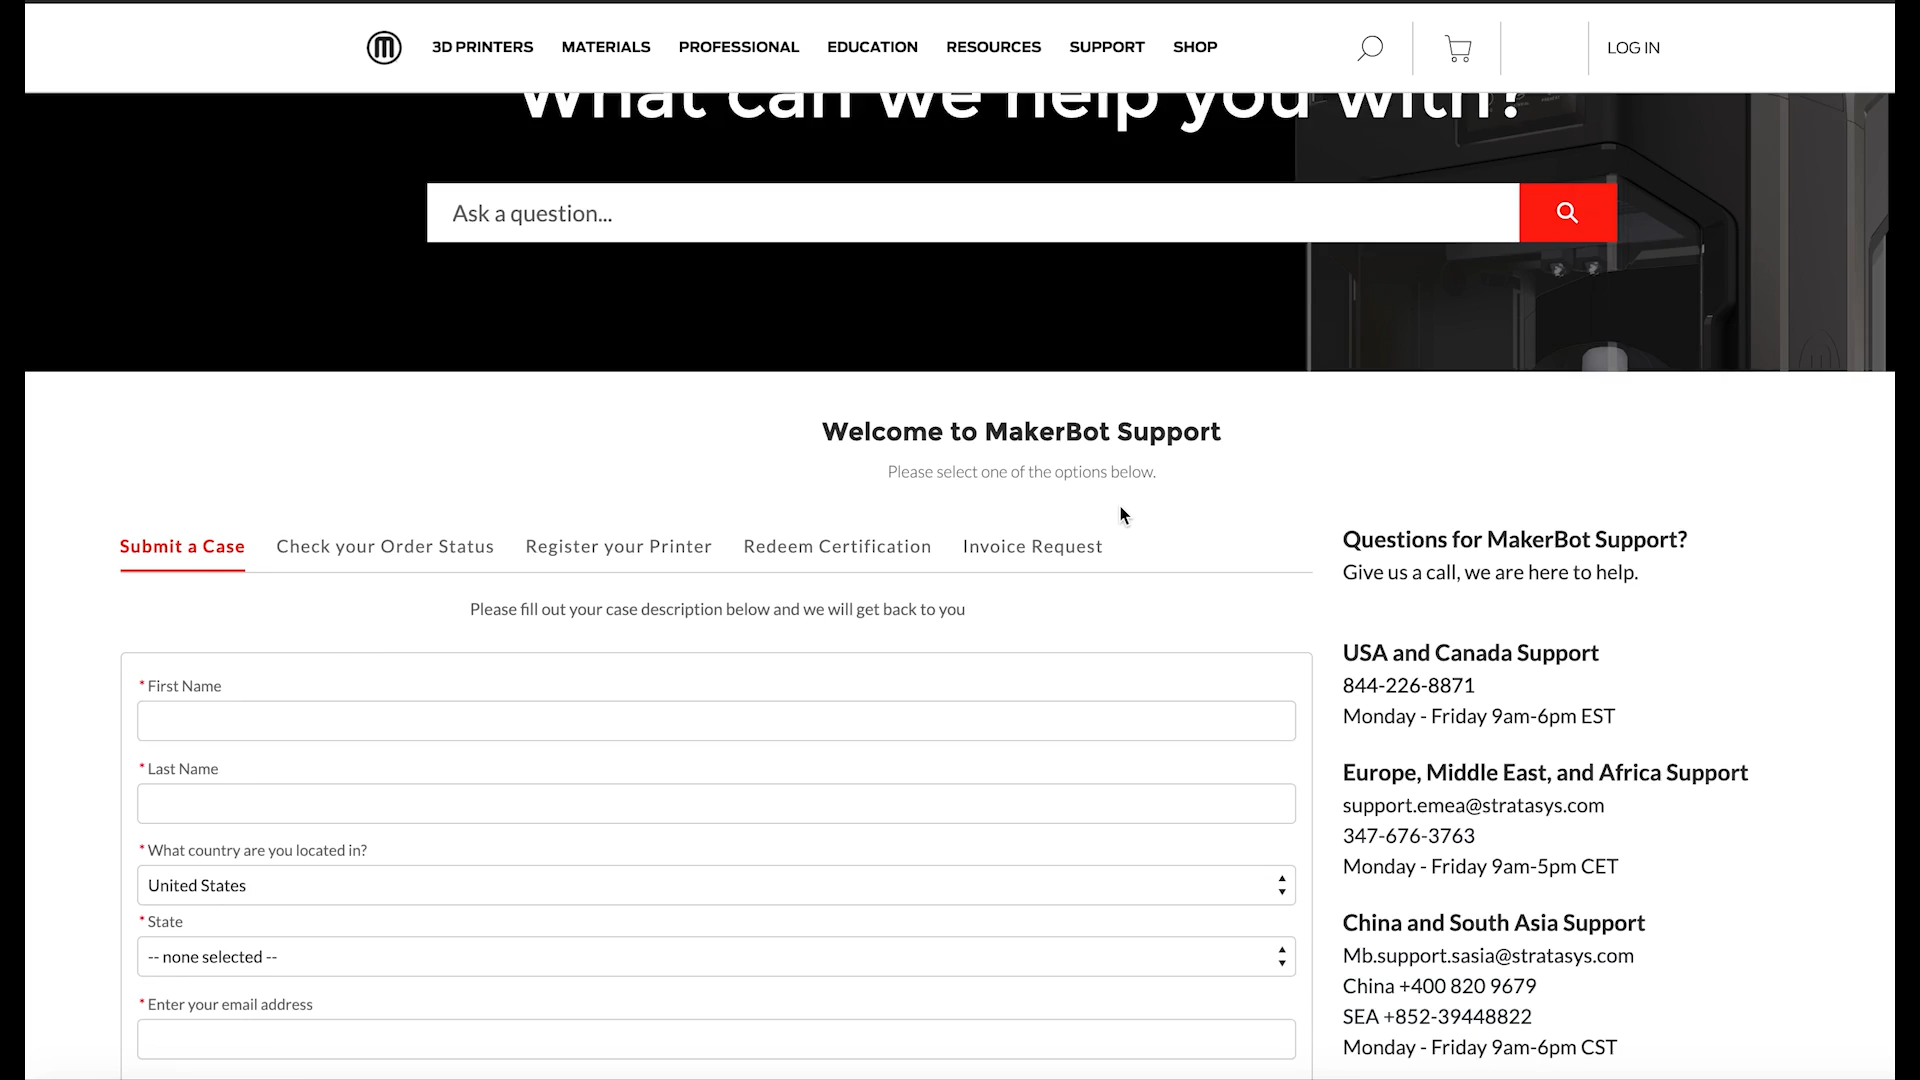 3D PRINTERS MATERIALS PROFESSIONAL EDUCATION RESOURCES SUPPORT SHOP LOG IN
What can we help you with?
Ask a question...
Welcome to MakerBot Support
Please select one of the options below.
Submit a Case Check your Order Status Register your Printer Redeem Certification Invoice Request
Please fill out your case description below and we will get back to you
* First Name
* Last Name
* What country are you located in?
United States
* State
-- none selected --
* Enter your email address
Questions for MakerBot Support?
Give us a call, we are here to help.
USA and Canada Support
844-226-8871
Monday - Friday 9am-6pm EST
Europe, Middle East, and Africa Support
support.emea@stratasys.com
347-676-3763
Monday - Friday 9am-5pm CET
China and South Asia Support
Mb.support.sasia@stratasys.com
China +400 820 9679
SEA +852-39448822
Monday - Friday 9am-6pm CST